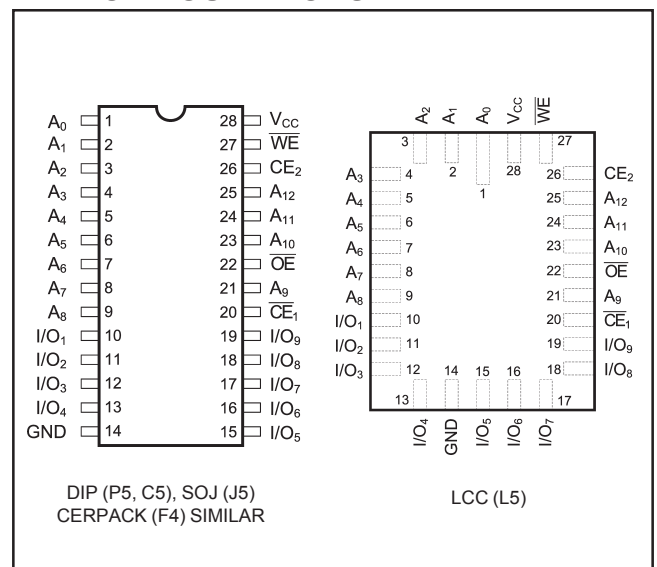 A0 1 28 VCC
A1 2 27 WE
A2 3 26 CE2
A3 4 25 A12
A4 5 24 A11
A5 6 23 A10
A6 7 22 OE
A7 8 21 A9
A8 9 20 CE1
I/O1 10 19 I/O9
I/O2 11 18 I/O8
I/O3 12 17 I/O7
I/O4 13 16 I/O6
GND 14 15 I/O5
DIP (P5, C5), SOJ (J5)
CERPACK (F4) SIMILAR
A2 A1 A0 VCC WE
3 2 1 28 27
A3 4 26 CE2
A4 5 25 A12
A5 6 24 A11
A6 7 23 A10
A7 8 22 OE
A8 9 21 A9
I/O1 10 20 CE1
I/O2 11 19 I/O9
I/O3 12 18 I/O8
13 14 15 16 17
I/O4 GND I/O5 I/O6 I/O7
LCC (L5)